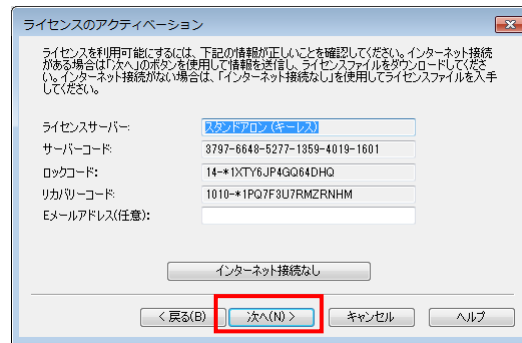 ライセンスのアクティベーション
ライセンスを利用可能にするには、下記の情報が正しいことを確認してください。インターネット接続
がある場合は「次へ」のボタンを使用して情報を送信し、ライセンスファイルをダウンロードしてくださ
い。インターネット接続がない場合は、「インターネット接続なし」を使用してライセンスファイルを入手
してください。
ライセンスサーバー: スタンドアロン (キーレス)
サーバーコード: 3797-6648-5277-1359-4019-1601
ロックコード: 14-*1XTY6JP4GQ64DHQ
リカバリーコード: 1010-*1PQ7F3U7RMZRNHM
Eメールアドレス(任意):
インターネット接続なし
< 戻る(B) 次へ(N) > キャンセル ヘルプ